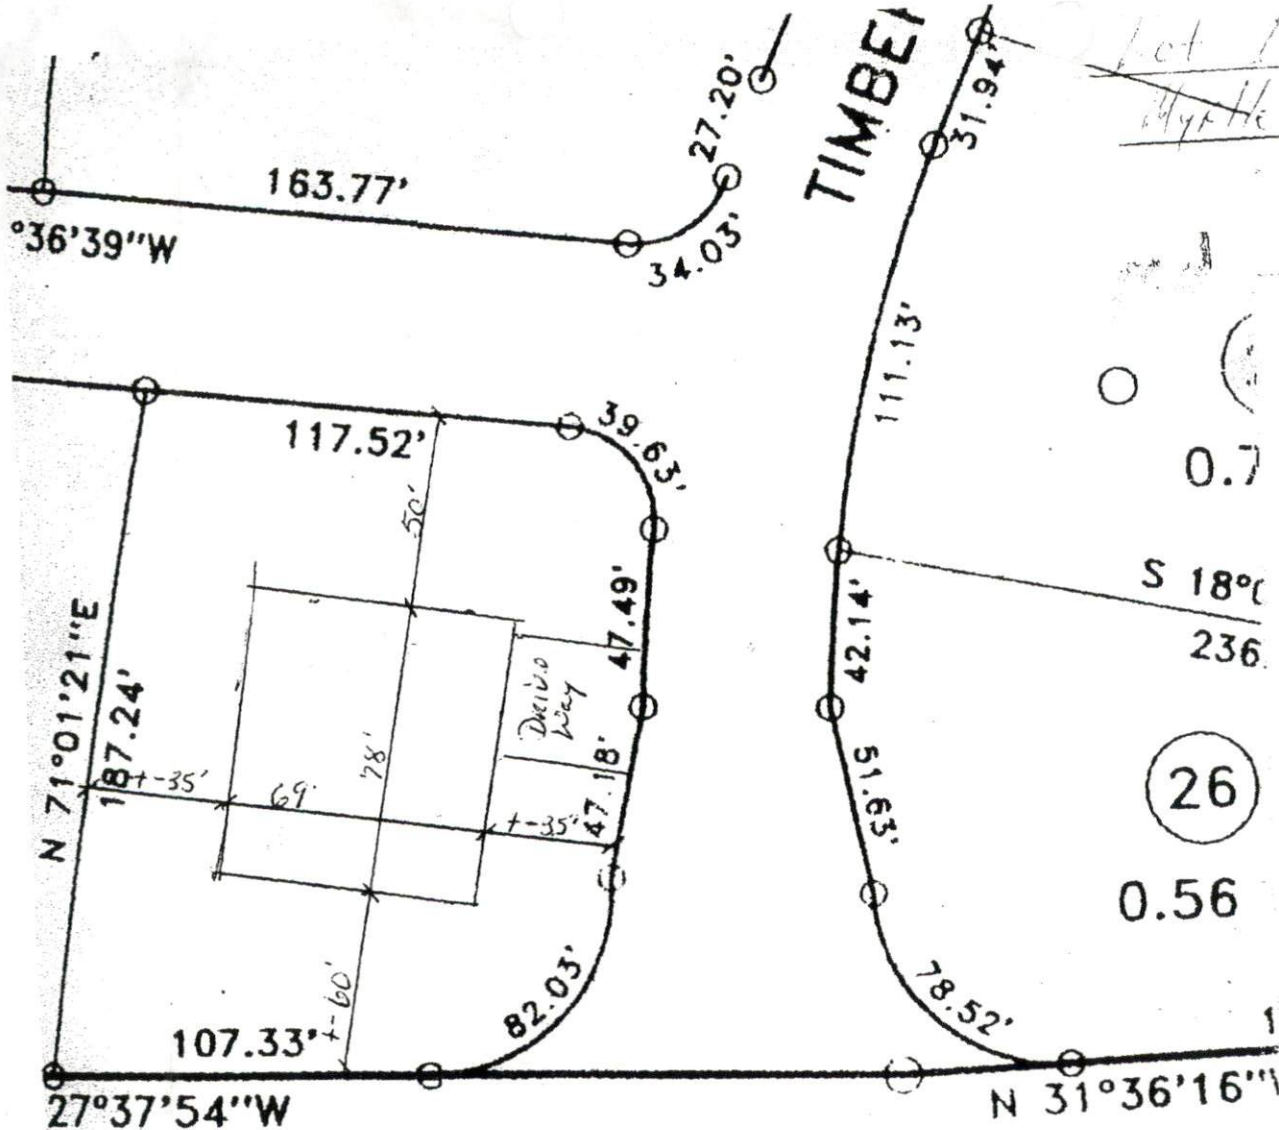 TIMBE
31.94'
Lot
Myrtle
27.20'
163.77'
°36'39"W
34.03'
111.13'
117.52'
39.63'
0.7
50'
47.49'
S 18°
236.
42.14'
N 71°01'21"E
187.24'
Drive
Way
78'
+-35'
69'
+-35'
47.18'
51.63'
26
0.56
82.03'
78.52'
+-60'
107.33'
27°37'54"W
N 31°36'16"
1